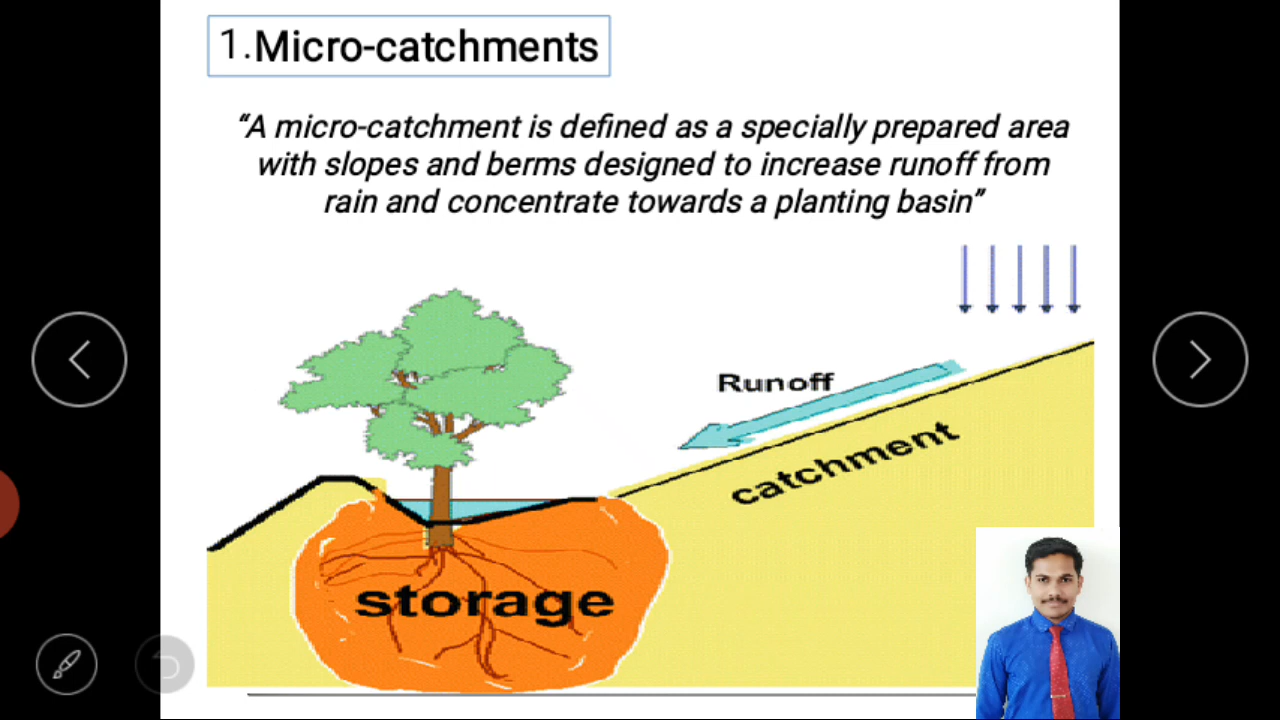 1.Micro-catchments
“A micro-catchment is defined as a specially prepared area
with slopes and berms designed to increase runoff from
rain and concentrate towards a planting basin”
Runoff
catchment
storage